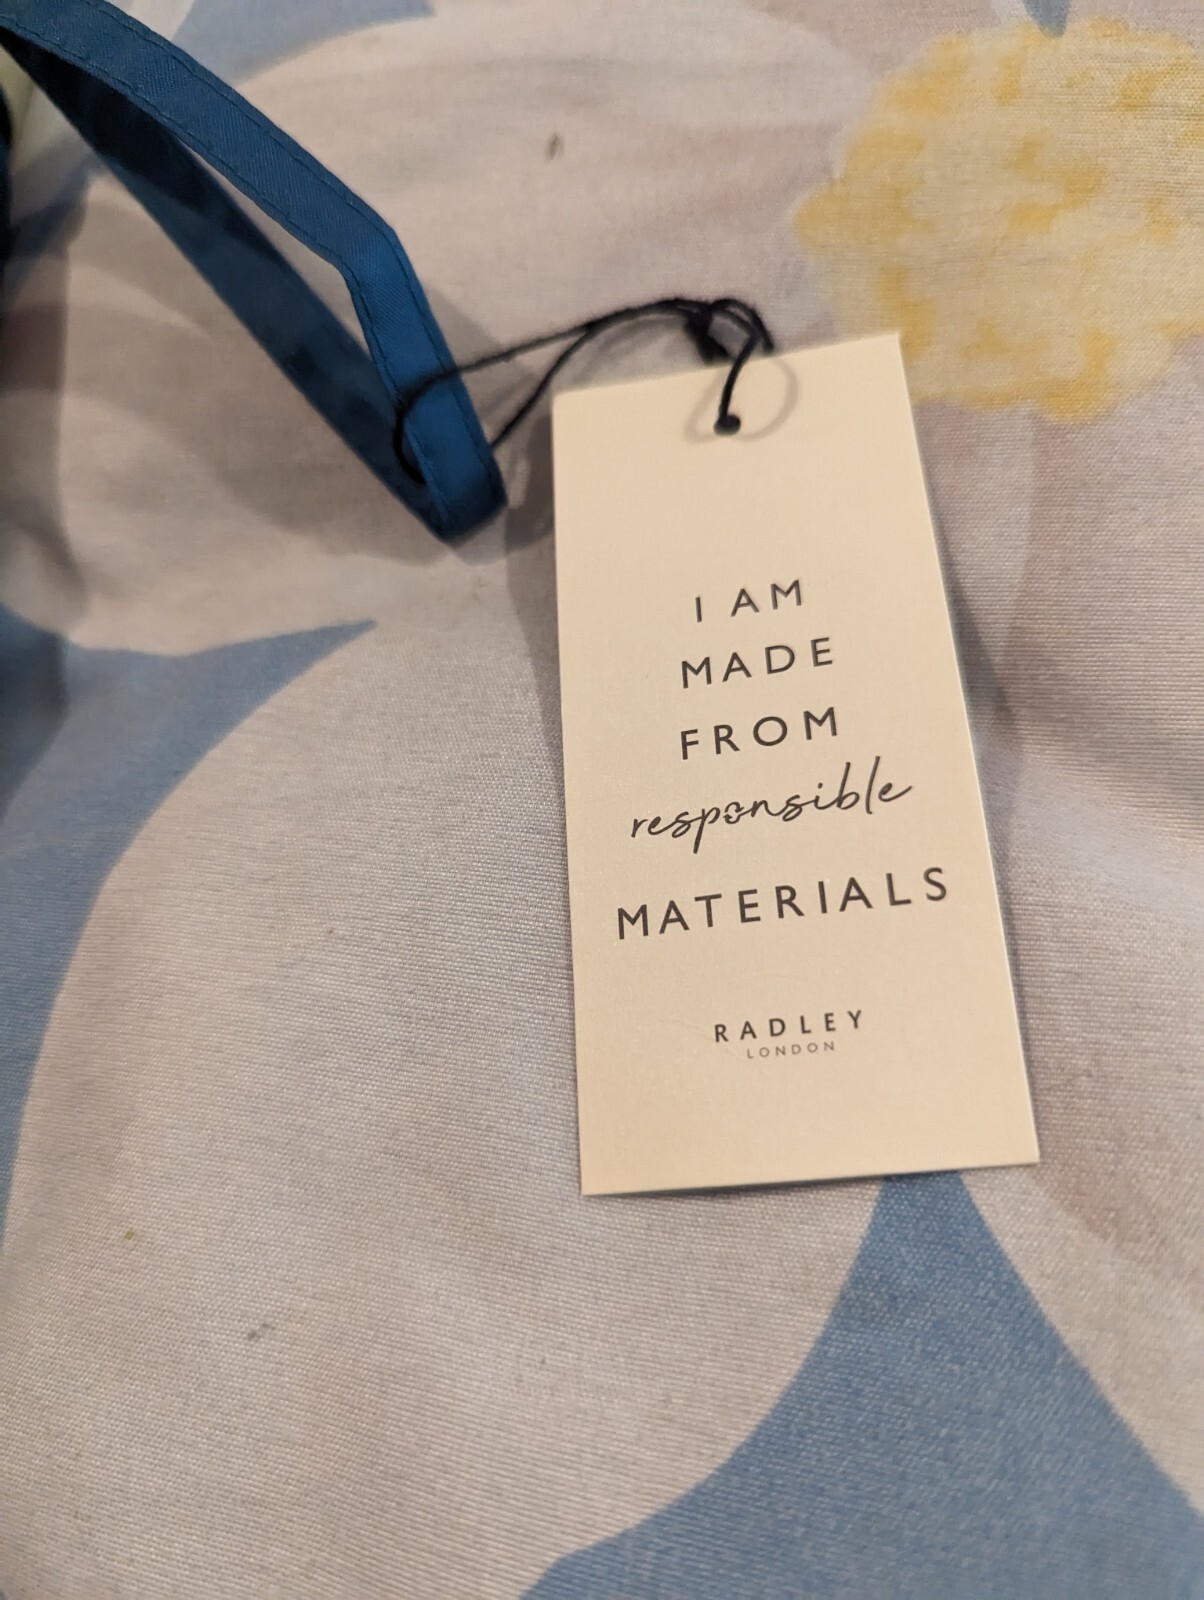 I AM
MADE
FROM
responsible
MATERIALS
RADLEY
LONDON